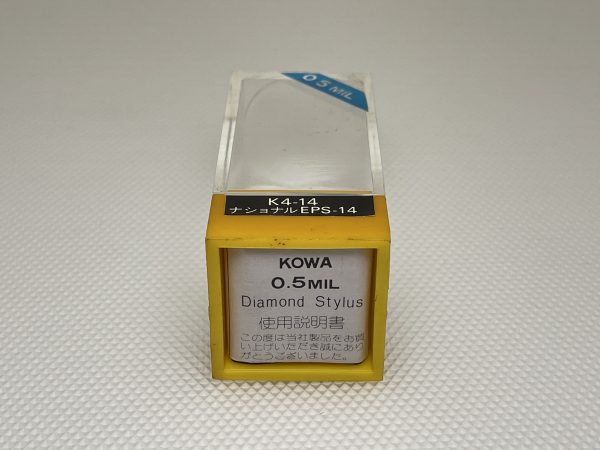 0.5 MIL
K4-14
ナショナルEPS-14
KOWA
0.5MIL
Diamond Stylus
使用説明書
この度は当社製品をお買
い上げいただき誠にあり
がとうございました。